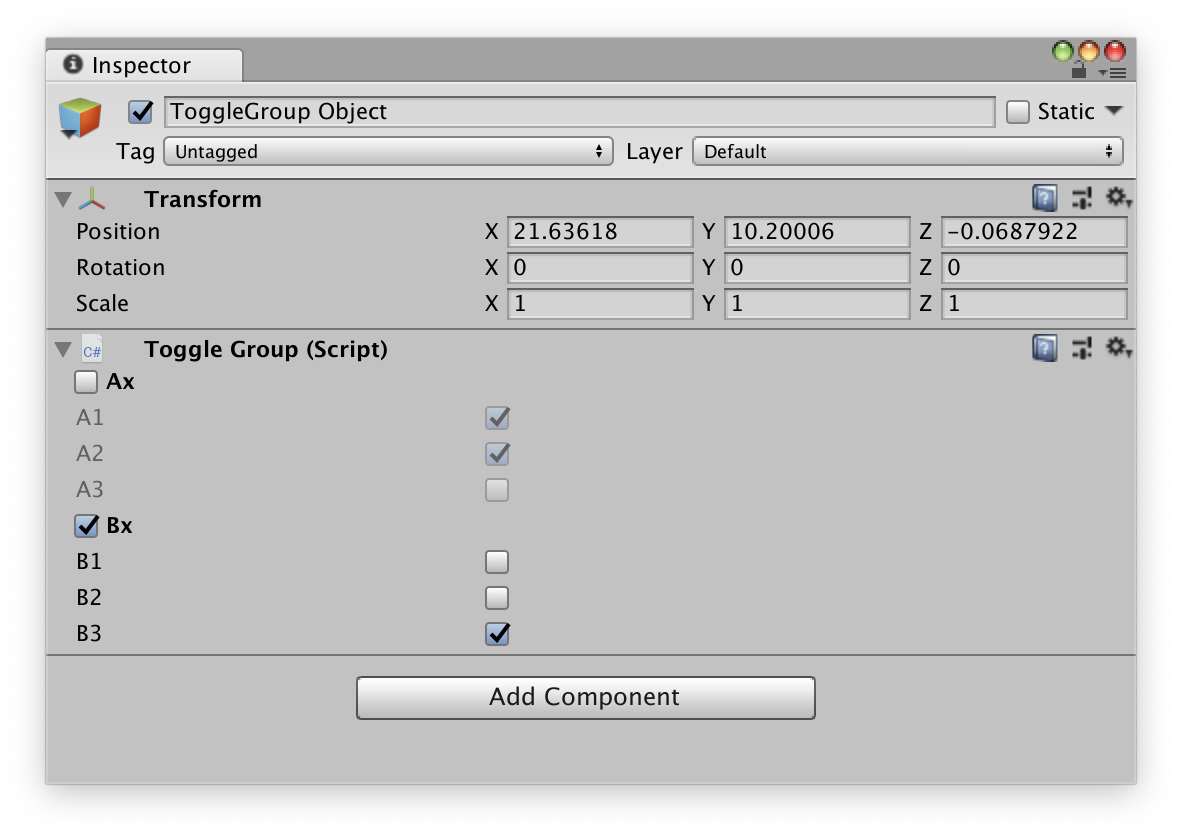 Inspector
ToggleGroup Object Static
Tag Untagged Layer Default
Transform
Position X 21.63618 Y 10.20006 Z -0.0687922
Rotation X 0 Y 0 Z 0
Scale X 1 Y 1 Z 1
C# Toggle Group (Script)
Ax
A1
A2
A3
Bx
B1
B2
B3
Add Component